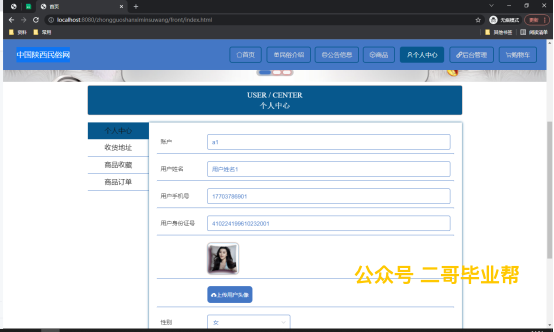 首页
localhost:8080/zhongguoshanximinsuwang/front/index.html
无痕模式
更新
资料
常用
其他书签
阅读清单
中国陕西民俗网
首页
民俗介绍
公告信息
商品
个人中心
后台管理
购物车
USER / CENTER
个人中心
个人中心
收货地址
商品收藏
商品订单
账户
a1
用户姓名
用户姓名1
用户手机号
17703786901
用户身份证号
410224199610232001
上传用户头像
性别
女
公众号 二哥毕业帮